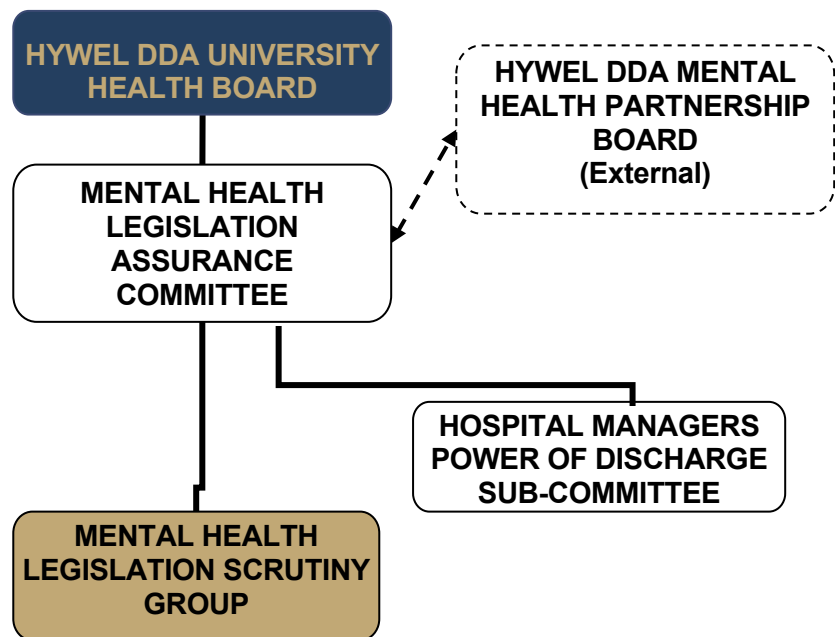 HYWEL DDA UNIVERSITY
HEALTH BOARD
HYWEL DDA MENTAL
HEALTH PARTNERSHIP
BOARD
(External)
MENTAL HEALTH
LEGISLATION
ASSURANCE
COMMITTEE
HOSPITAL MANAGERS
POWER OF DISCHARGE
SUB-COMMITTEE
MENTAL HEALTH
LEGISLATION SCRUTINY
GROUP